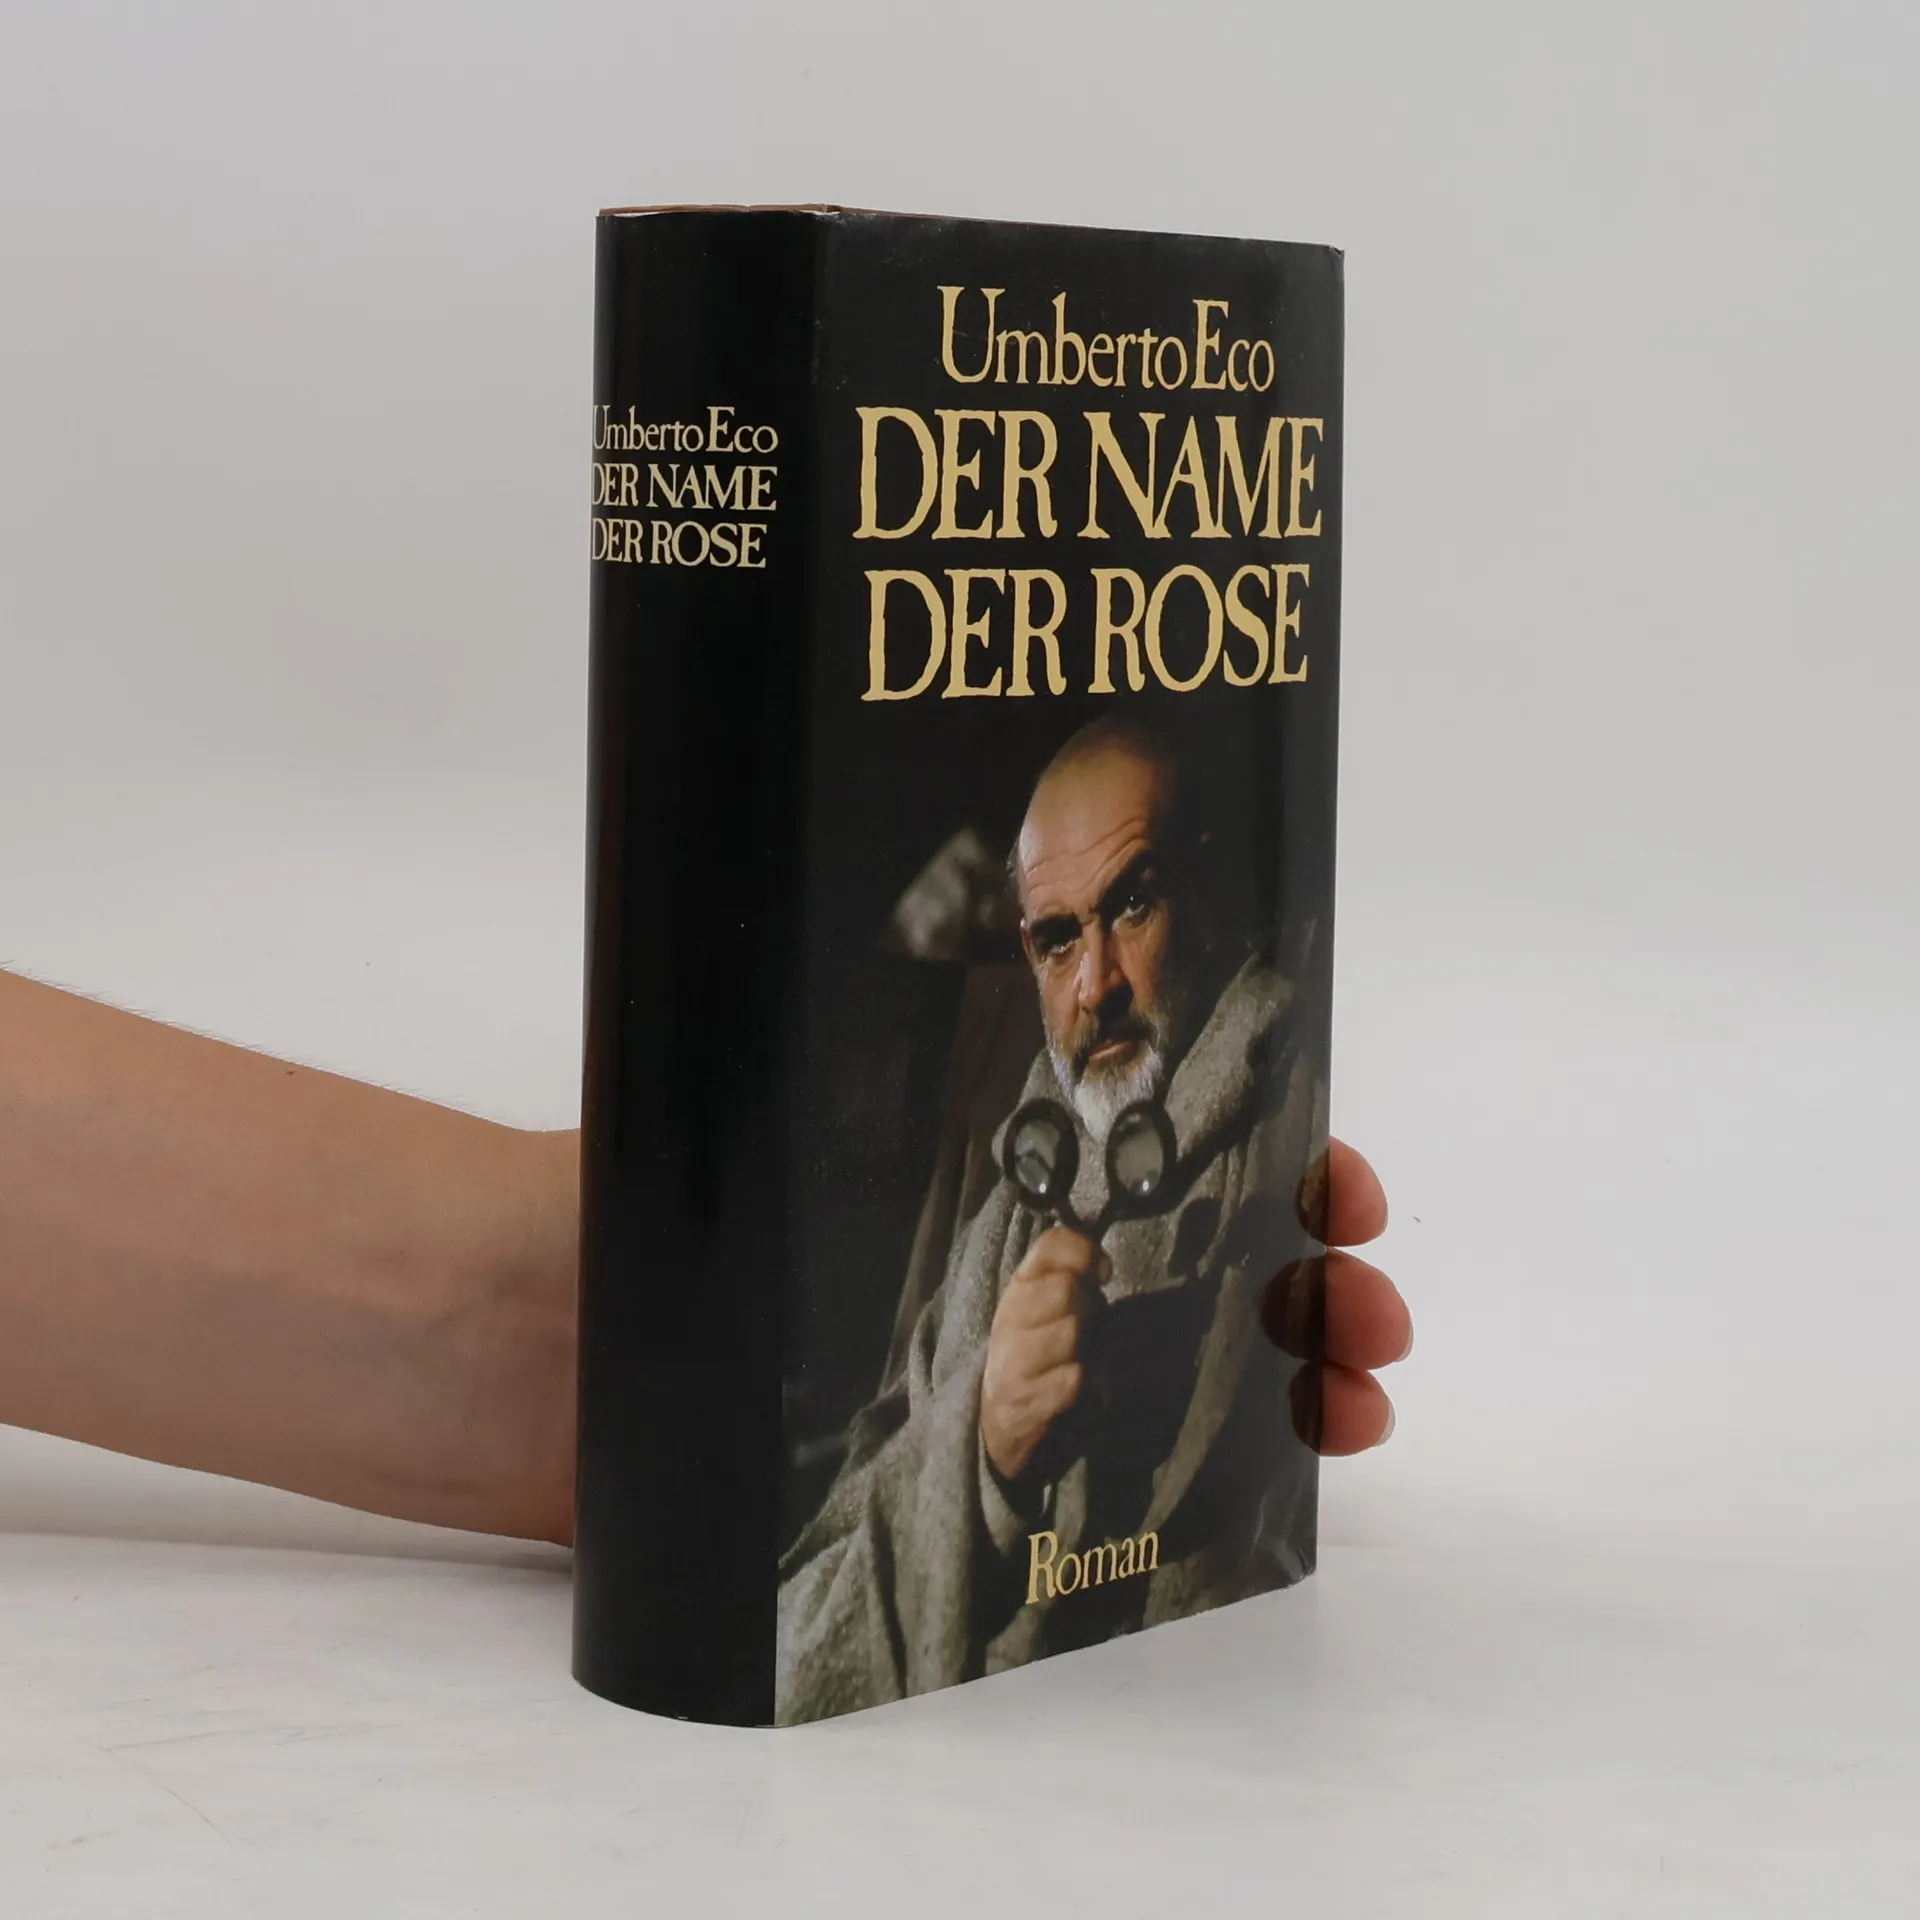 Umberto Eco
DER NAME
DER ROSE
Umberto Eco
DER NAME
DER ROSE
Roman